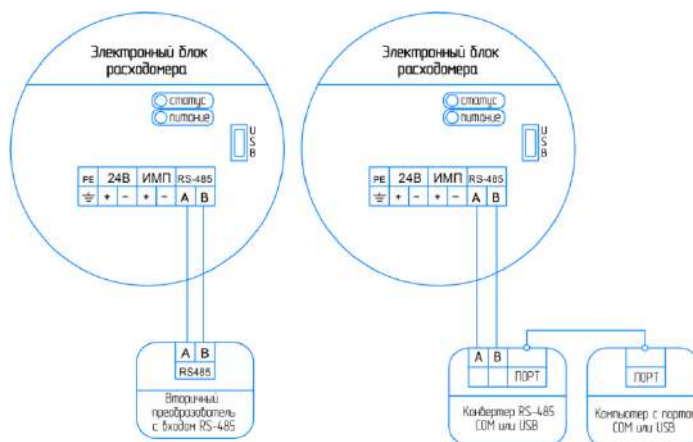 Электронный блок
расходомера
статус
питание
USB
PE 24В ИМП RS-485
+ - + - A B
A B
RS485
Вторичный
преобразователь
с входом RS-485
Электронный блок
расходомера
статус
питание
USB
PE 24В ИМП RS-485
+ - + - A B
A B
ПОРТ
Конвертер RS-485
COM или USB
ПОРТ
Компьютер с портом
COM или USB